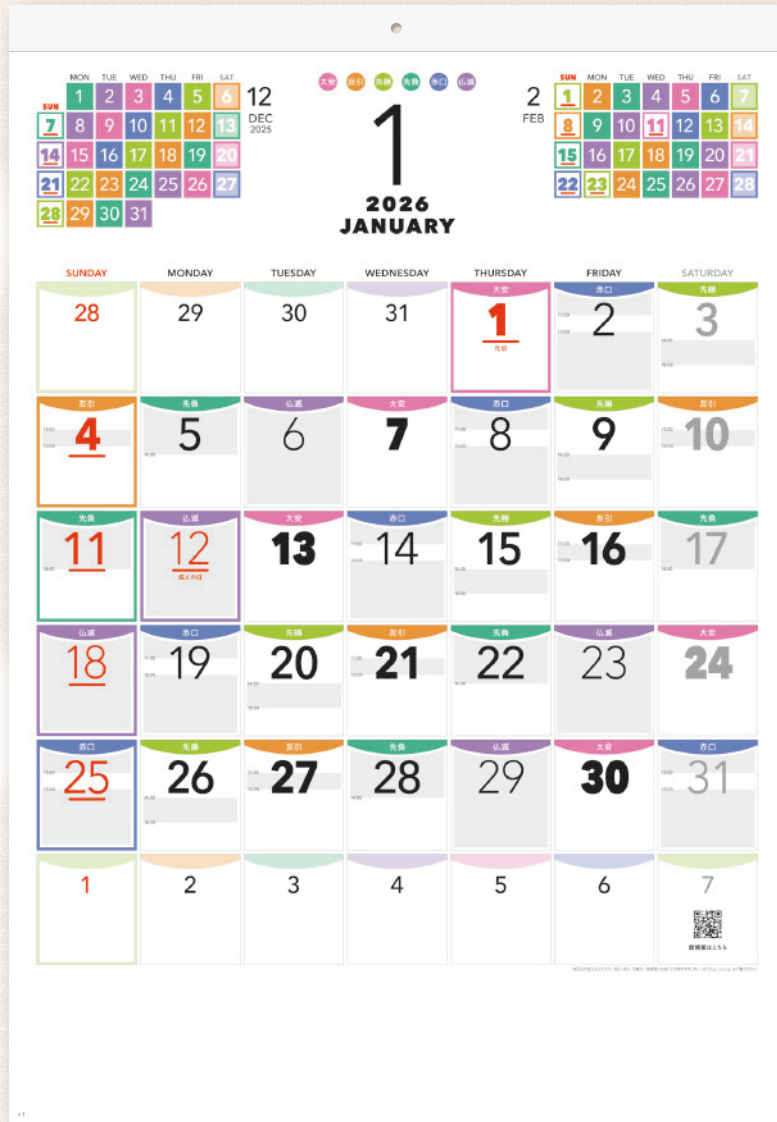 MON TUE WED THU FRI SAT
SUN
1 2 3 4 5 6
7 8 9 10 11 12 13
14 15 16 17 18 19 20
21 22 23 24 25 26 27
28 29 30 31
12
DEC
2025
大安 友引 先勝 先負 赤口 仏滅
1
2026
JANUARY
2
FEB
SUN MON TUE WED THU FRI SAT
1 2 3 4 5 6 7
8 9 10 11 12 13 14
15 16 17 18 19 20 21
22 23 24 25 26 27 28
SUNDAY MONDAY TUESDAY WEDNESDAY THURSDAY FRIDAY SATURDAY
大安 赤口 先勝
28 29 30 31 1 2 3
元日
友引 先負 仏滅 大安 赤口 先勝 友引
4 5 6 7 8 9 10
先負 仏滅 大安 赤口 先勝 友引 先負
11 12 13 14 15 16 17
成人の日
仏滅 赤口 先勝 友引 先負 仏滅 大安
18 19 20 21 22 23 24
赤口 先勝 友引 先負 仏滅 大安 赤口
25 26 27 28 29 30 31
1 2 3 4 5 6 7